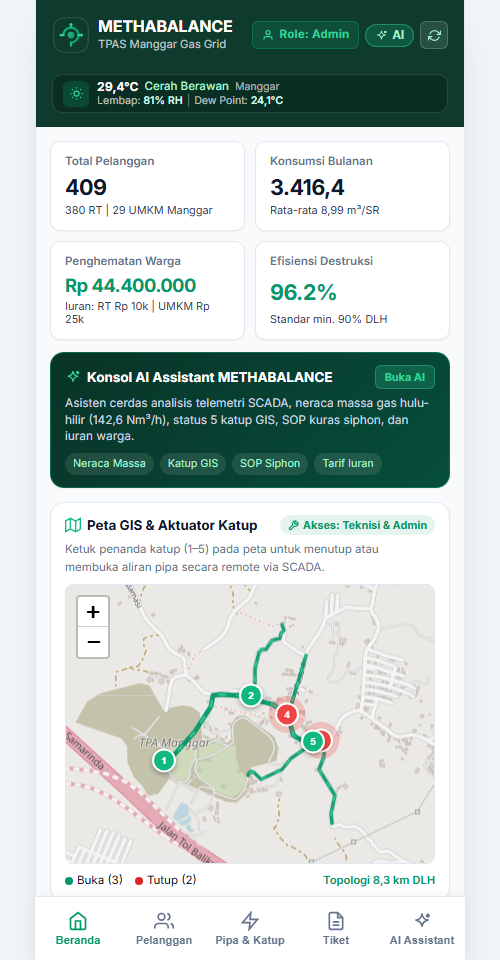 METHABALANCE
TPAS Manggar Gas Grid
Role: Admin
AI
29,4°C Cerah Berawan Manggar
Lembap: 81% RH | Dew Point: 24,1°C
Total Pelanggan
409
380 RT | 29 UMKM Manggar
Konsumsi Bulanan
3.416,4
Rata-rata 8,99 m³/SR
Penghematan Warga
Rp 44.400.000
Iuran: RT Rp 10k | UMKM Rp
25k
Efisiensi Destruksi
96.2%
Standar min. 90% DLH
Konsol AI Assistant METHABALANCE
Buka AI
Asisten cerdas analisis telemetri SCADA, neraca massa gas hulu-
hilir (142,6 Nm³/h), status 5 katup GIS, SOP kuras siphon, dan
iuran warga.
Neraca Massa
Katup GIS
SOP Siphon
Tarif Iuran
Peta GIS & Aktuator Katup
Akses: Teknisi & Admin
Ketuk penanda katup (1–5) pada peta untuk menutup atau
membuka aliran pipa secara remote via SCADA.
+
−
2
4
5
TPA Manggar
1
Samarinda
Jalan Tol Balik
Buka (3)
Tutup (2)
Topologi 8,3 km DLH
Beranda
Pelanggan
Pipa & Katup
Tiket
AI Assistant